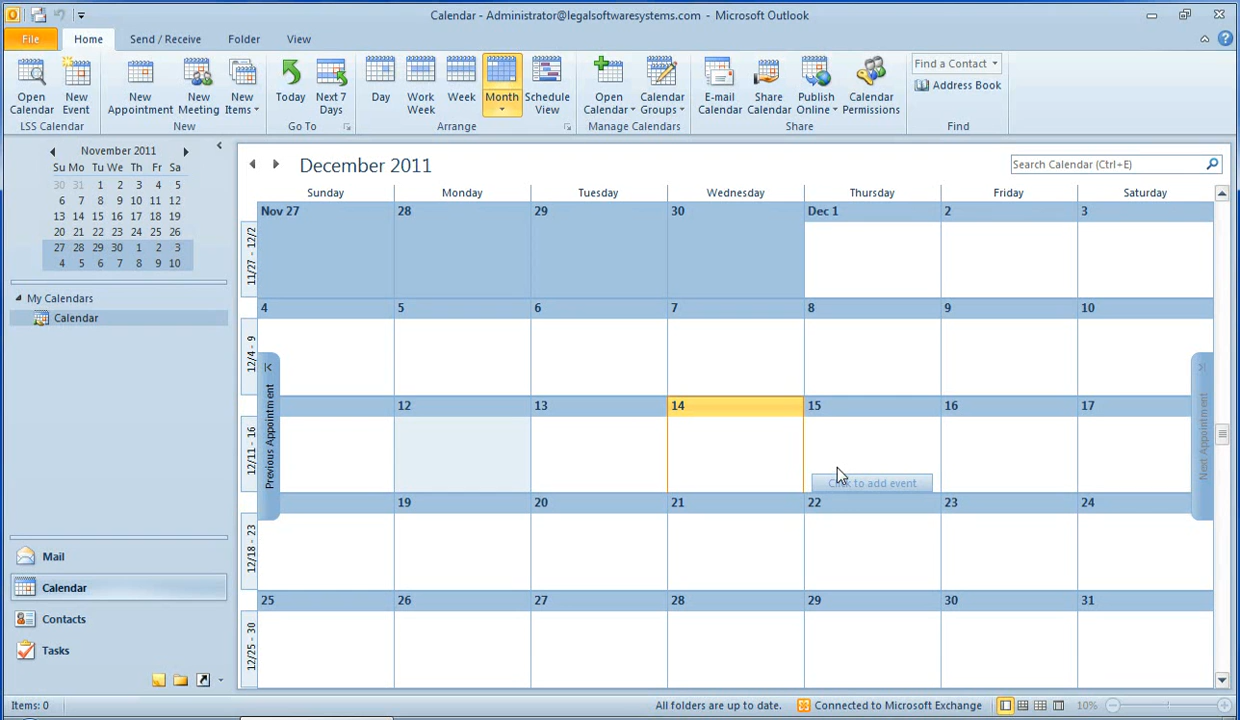 Calendar - Administrator@legalsoftwaresystems.com - Microsoft Outlook
File Home Send / Receive Folder View
Open Calendar New Event New Appointment New Meeting New Items Today Next 7 Days Day Work Week Week Month Schedule View Open Calendar Calendar Groups E-mail Calendar Share Calendar Publish Online Calendar Permissions Find a Contact
Address Book
LSS Calendar New Go To Arrange Manage Calendars Share Find
November 2011
Su Mo Tu We Th Fr Sa
30 31 1 2 3 4 5
6 7 8 9 10 11 12
13 14 15 16 17 18 19
20 21 22 23 24 25 26
27 28 29 30 1 2 3
4 5 6 7 8 9 10
My Calendars
Calendar
Mail
Calendar
Contacts
Tasks
December 2011
Search Calendar (Ctrl+E)
Sunday Monday Tuesday Wednesday Thursday Friday Saturday
Nov 27 28 29 30 Dec 1 2 3
11/27 - 12/2
4 5 6 7 8 9 10
12/4 - 9
12 13 14 15 16 17
12/11 - 16
Previous Appointment
Next Appointment
Click to add event
19 20 21 22 23 24
12/18 - 23
25 26 27 28 29 30 31
12/25 - 30
Items: 0 All folders are up to date. Connected to Microsoft Exchange 10%